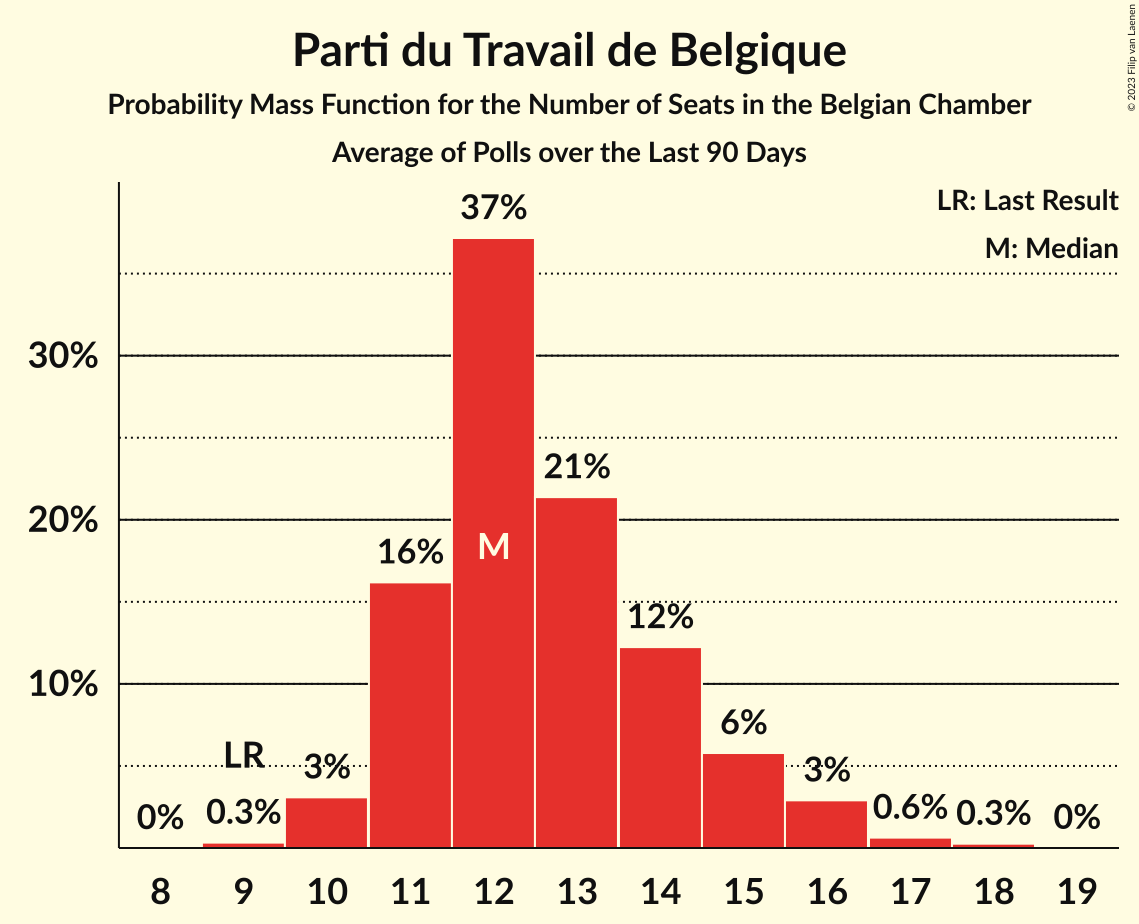 Parti du Travail de Belgique
Probability Mass Function for the Number of Seats in the Belgian Chamber
Average of Polls over the Last 90 Days
© 2023 Filip van Laenen
LR: Last Result
M: Median
37%
30%
21%
20%
M
16%
12%
10%
6%
LR
3%
3%
0%
0.3%
0.6%
0.3%
0%
8 9 10 11 12 13 14 15 16 17 18 19